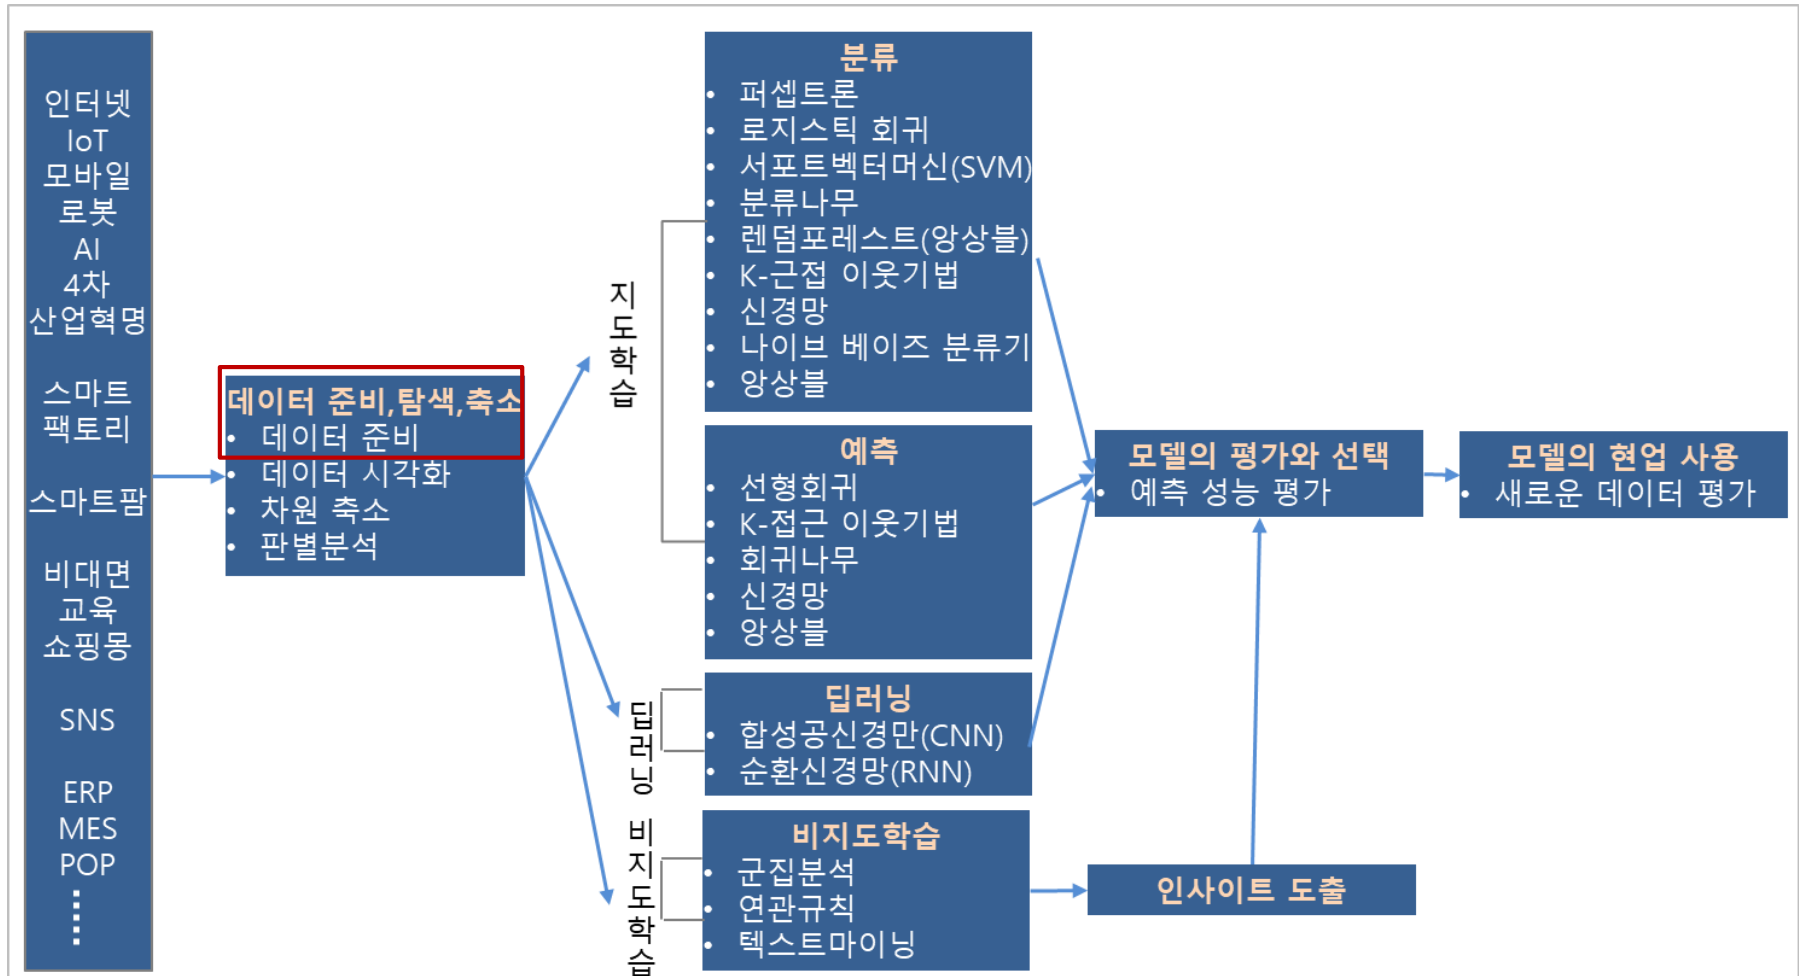 인터넷
IoT
모바일
로봇
AI
4차
산업혁명
스마트
팩토리
스마트팜
비대면
교육
쇼핑몽
SNS
ERP
MES
POP
데이터 준비,탐색,축소
• 데이터 준비
• 데이터 시각화
• 차원 축소
• 판별분석
지도학습
분류
• 퍼셉트론
• 로지스틱 회귀
• 서포트벡터머신(SVM)
• 분류나무
• 렌덤포레스트(앙상블)
• K-근접 이웃기법
• 신경망
• 나이브 베이즈 분류기
• 앙상블
예측
• 선형회귀
• K-접근 이웃기법
• 회귀나무
• 신경망
• 앙상블
딥러닝
딥러닝
• 합성공신경만(CNN)
• 순환신경망(RNN)
비지도학습
비지도학습
• 군집분석
• 연관규칙
• 텍스트마이닝
모델의 평가와 선택
• 예측 성능 평가
인사이트 도출
모델의 현업 사용
• 새로운 데이터 평가